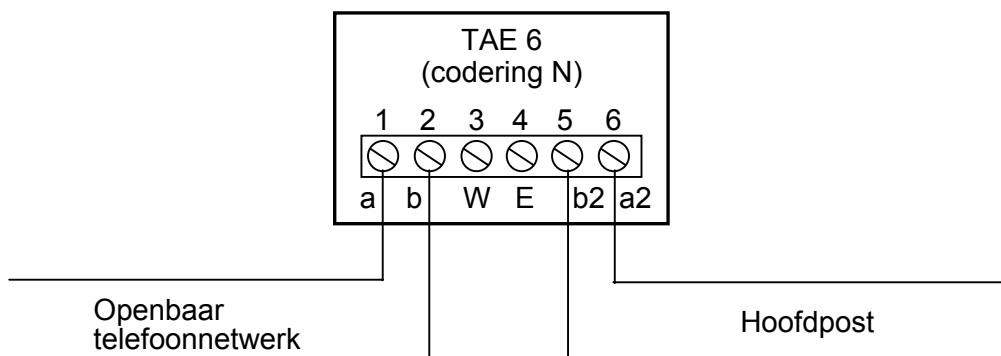 TAE 6
(codering N)
1 2 3 4 5 6
a b W E b2 a2
Openbaar
telefoonnetwerk
Hoofdpost